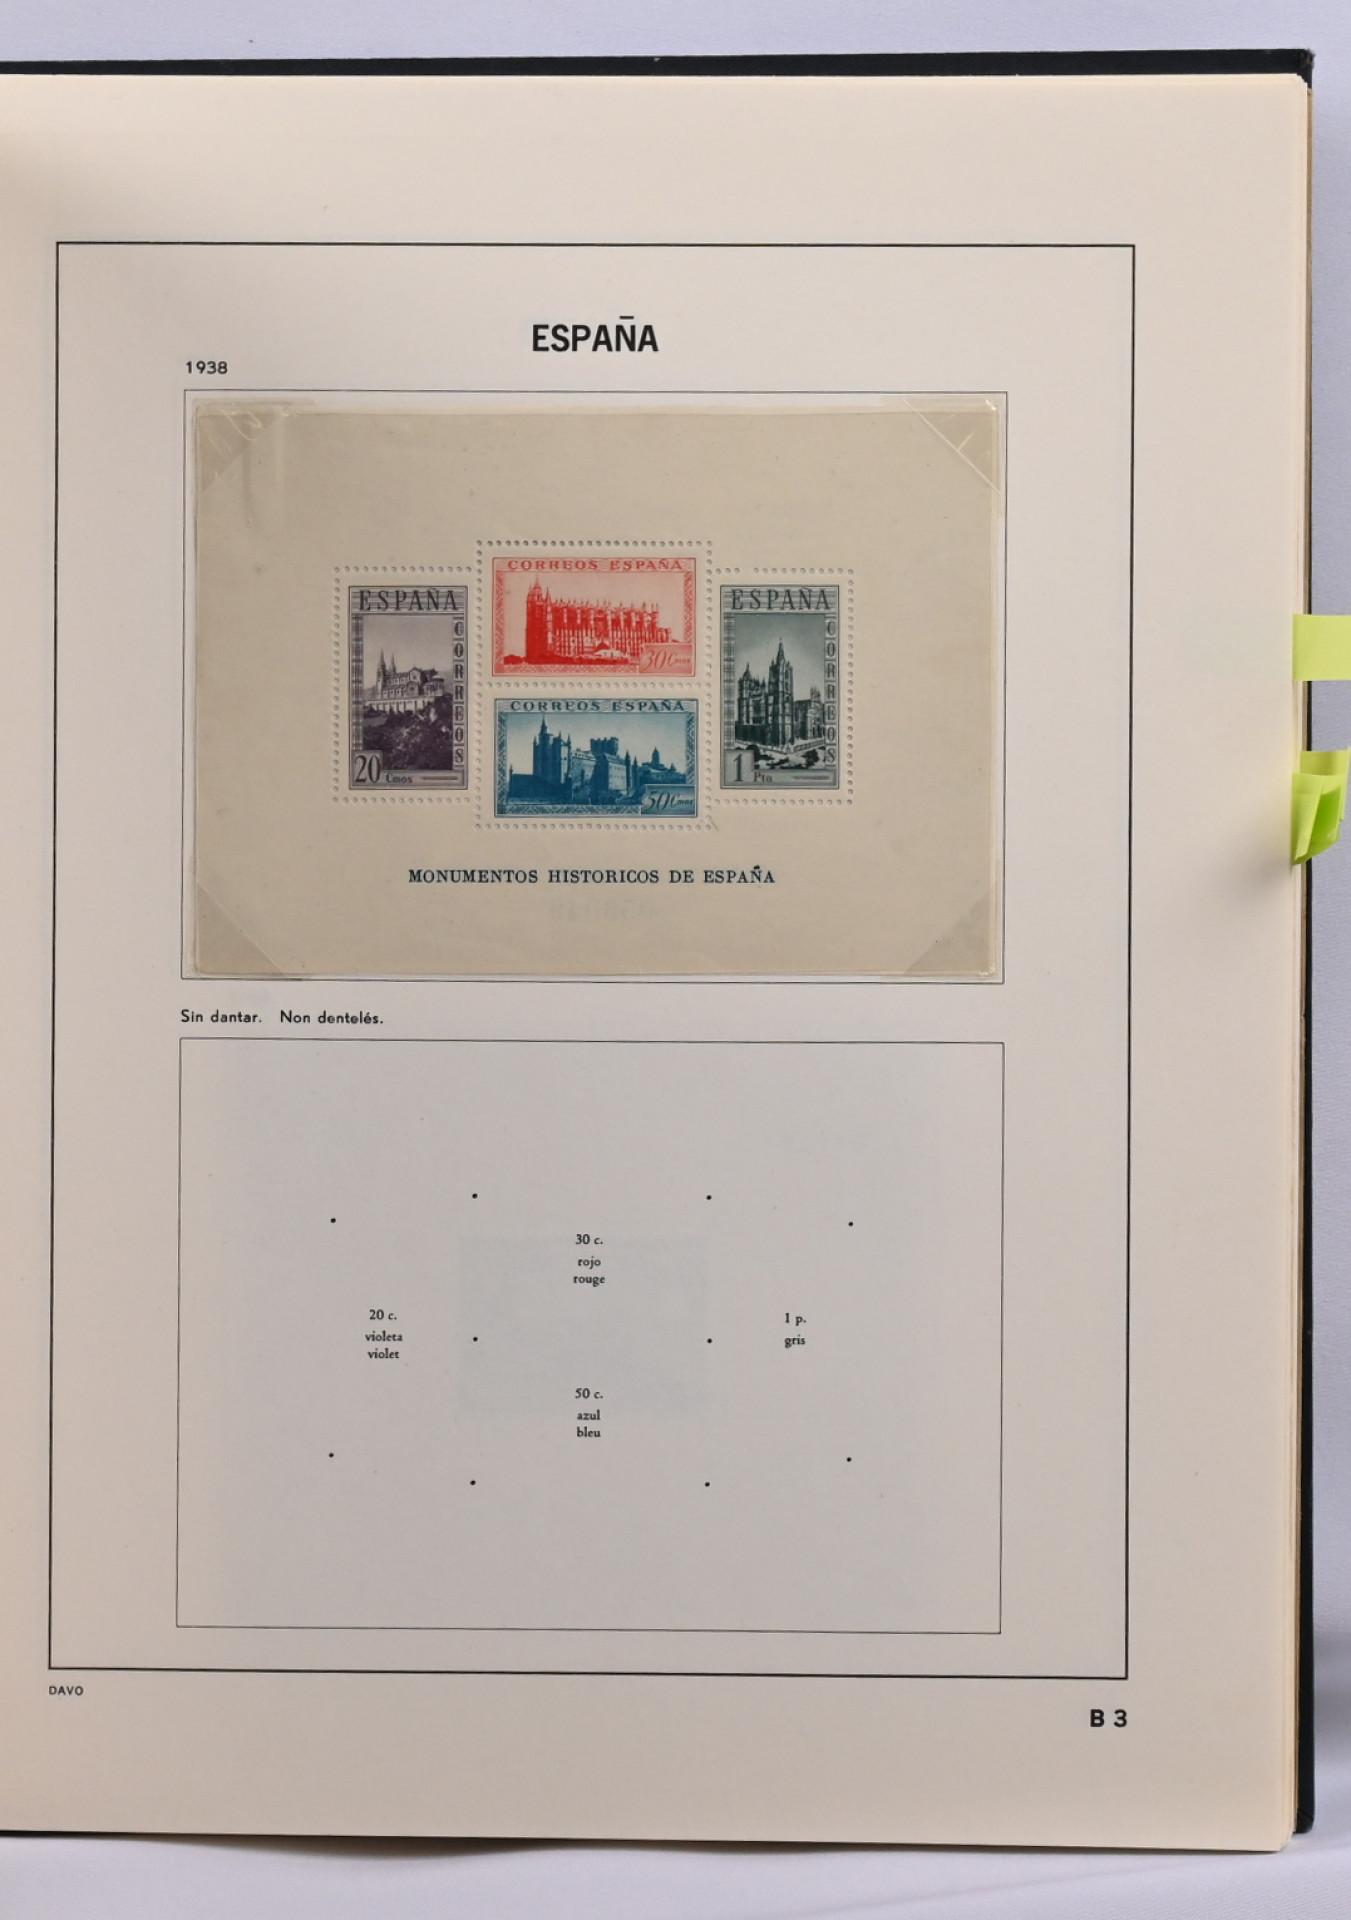 ESPAÑA
1938
CORREOS ESPAÑA
30 Cmos
ESPAÑA
CORREOS
20 Cmos
ESPAÑA
CORREOS
1 Pta
CORREOS ESPAÑA
50 Cmos
MONUMENTOS HISTORICOS DE ESPAÑA
Sin dantar. Non dentelés.
30 c.
rojo
rouge
20 c.
violeta
violet
1 p.
gris
50 c.
azul
bleu
DAVO
B 3